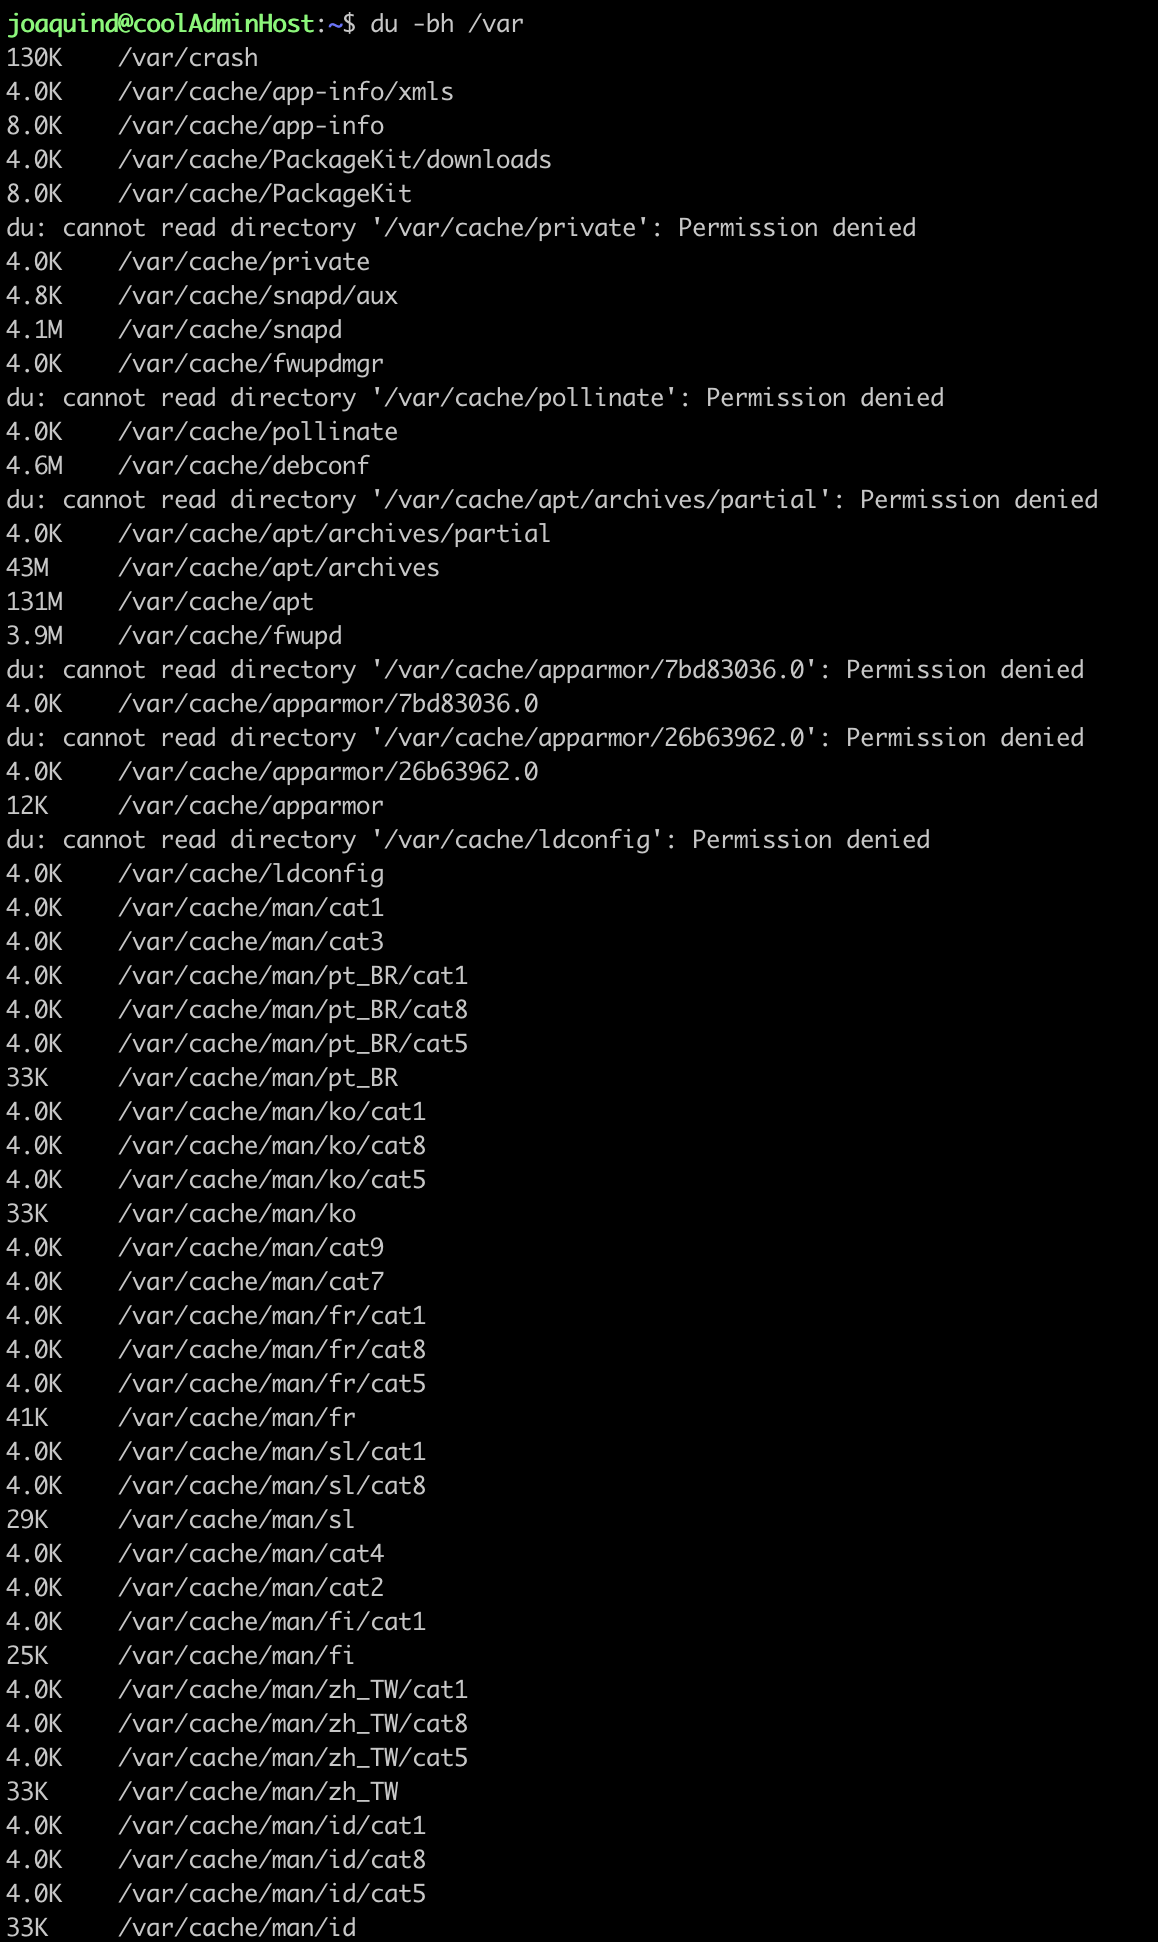 joaquind@coolAdminHost:~$ du -bh /var
130K    /var/crash
4.0K    /var/cache/app-info/xmls
8.0K    /var/cache/app-info
4.0K    /var/cache/PackageKit/downloads
8.0K    /var/cache/PackageKit
du: cannot read directory '/var/cache/private': Permission denied
4.0K    /var/cache/private
4.8K    /var/cache/snapd/aux
4.1M    /var/cache/snapd
4.0K    /var/cache/fwupdmgr
du: cannot read directory '/var/cache/pollinate': Permission denied
4.0K    /var/cache/pollinate
4.6M    /var/cache/debconf
du: cannot read directory '/var/cache/apt/archives/partial': Permission denied
4.0K    /var/cache/apt/archives/partial
43M     /var/cache/apt/archives
131M    /var/cache/apt
3.9M    /var/cache/fwupd
du: cannot read directory '/var/cache/apparmor/7bd83036.0': Permission denied
4.0K    /var/cache/apparmor/7bd83036.0
du: cannot read directory '/var/cache/apparmor/26b63962.0': Permission denied
4.0K    /var/cache/apparmor/26b63962.0
12K     /var/cache/apparmor
du: cannot read directory '/var/cache/ldconfig': Permission denied
4.0K    /var/cache/ldconfig
4.0K    /var/cache/man/cat1
4.0K    /var/cache/man/cat3
4.0K    /var/cache/man/pt_BR/cat1
4.0K    /var/cache/man/pt_BR/cat8
4.0K    /var/cache/man/pt_BR/cat5
33K     /var/cache/man/pt_BR
4.0K    /var/cache/man/ko/cat1
4.0K    /var/cache/man/ko/cat8
4.0K    /var/cache/man/ko/cat5
33K     /var/cache/man/ko
4.0K    /var/cache/man/cat9
4.0K    /var/cache/man/cat7
4.0K    /var/cache/man/fr/cat1
4.0K    /var/cache/man/fr/cat8
4.0K    /var/cache/man/fr/cat5
41K     /var/cache/man/fr
4.0K    /var/cache/man/sl/cat1
4.0K    /var/cache/man/sl/cat8
29K     /var/cache/man/sl
4.0K    /var/cache/man/cat4
4.0K    /var/cache/man/cat2
4.0K    /var/cache/man/fi/cat1
25K     /var/cache/man/fi
4.0K    /var/cache/man/zh_TW/cat1
4.0K    /var/cache/man/zh_TW/cat8
4.0K    /var/cache/man/zh_TW/cat5
33K     /var/cache/man/zh_TW
4.0K    /var/cache/man/id/cat1
4.0K    /var/cache/man/id/cat8
4.0K    /var/cache/man/id/cat5
33K     /var/cache/man/id